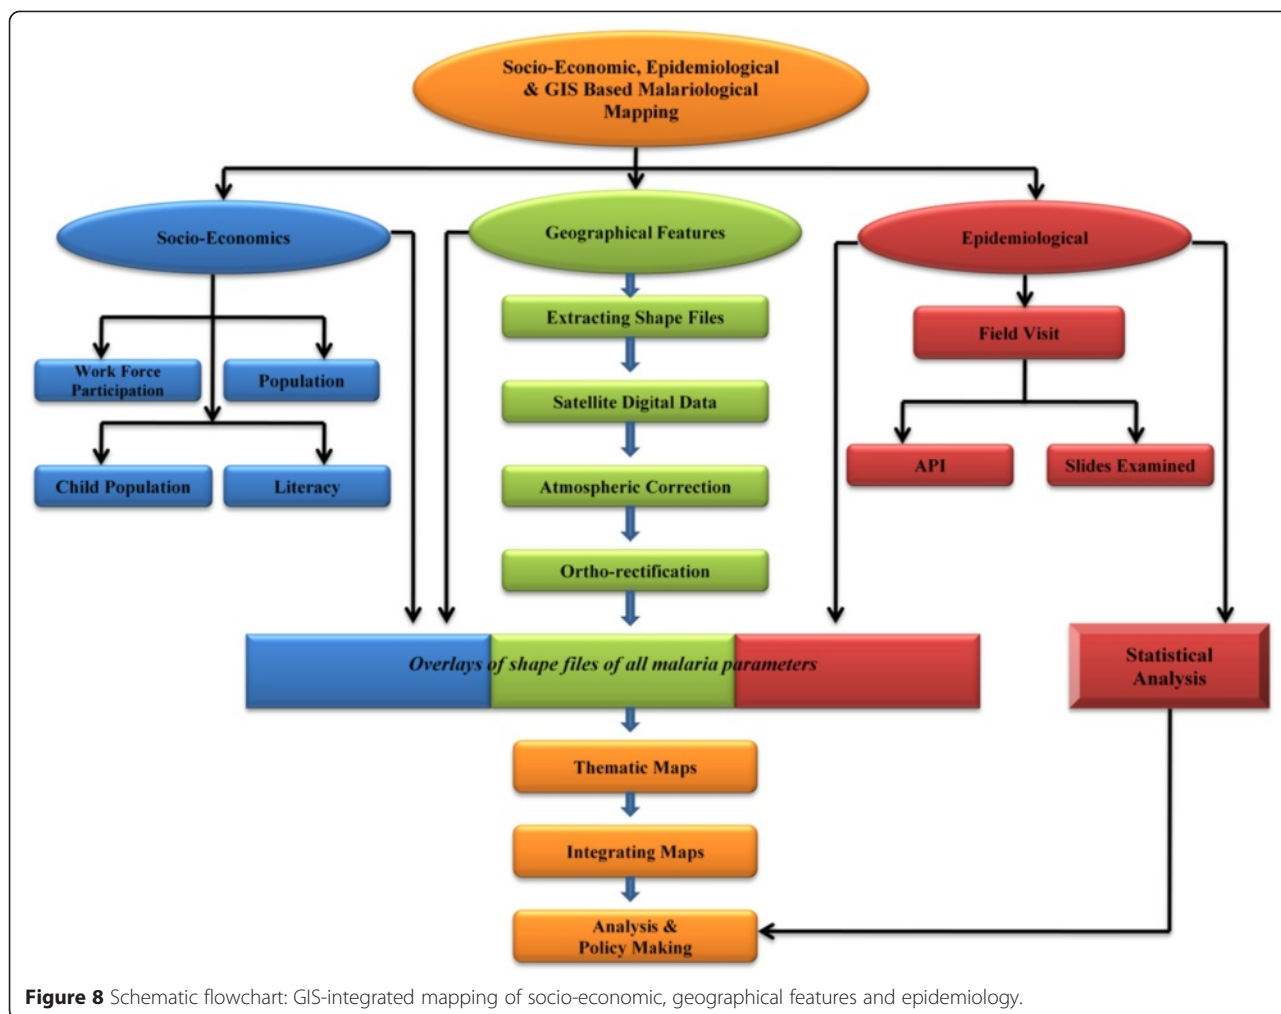 Socio-Economic, Epidemiological
& GIS Based Malariological
Mapping
Socio-Economics
Geographical Features
Epidemiological
Extracting Shape Files
Field Visit
Work Force
Participation
Population
Satellite Digital Data
API
Slides Examined
Child Population
Literacy
Atmospheric Correction
Ortho-rectification
Overlays of shape files of all malaria parameters
Statistical
Analysis
Thematic Maps
Integrating Maps
Analysis &
Policy Making
Figure 8 Schematic flowchart: GIS-integrated mapping of socio-economic, geographical features and epidemiology.